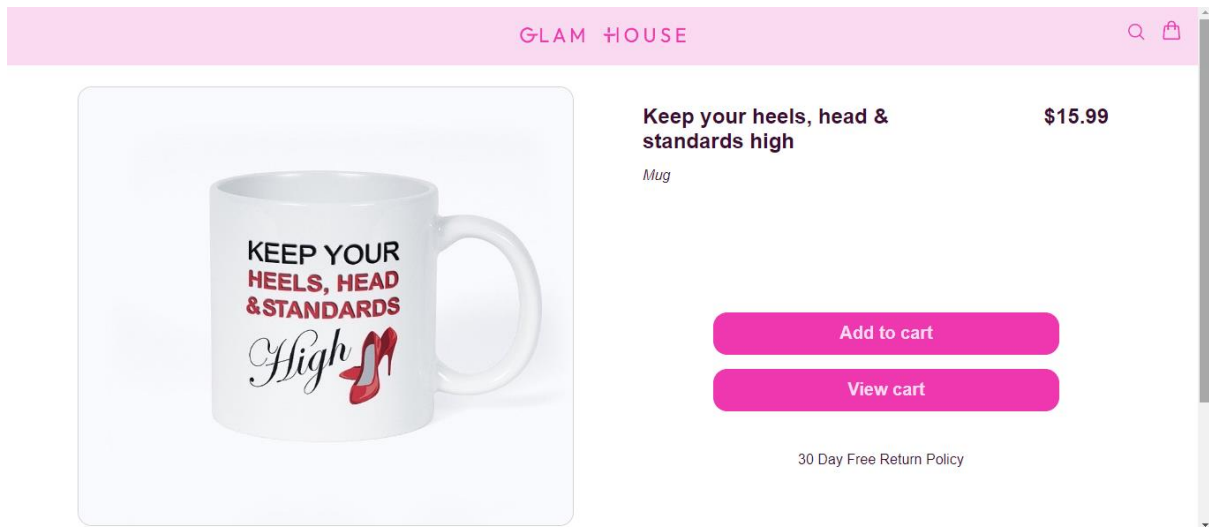 GLAM HOUSE
KEEP YOUR
HEELS, HEAD
&STANDARDS
High
Keep your heels, head &
standards high
$15.99
Mug
Add to cart
View cart
30 Day Free Return Policy